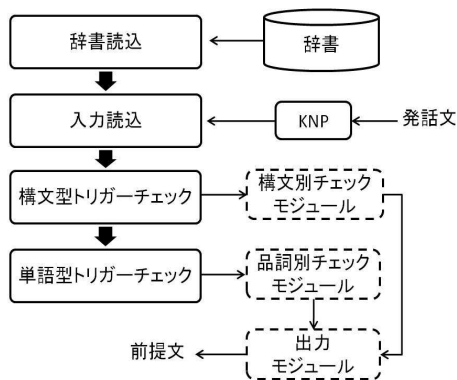 辞書読込
辞書
入力読込
KNP
発話文
構文型トリガーチェック
構文別チェック
モジュール
単語型トリガーチェック
品詞別チェック
モジュール
前提文
出力
モジュール